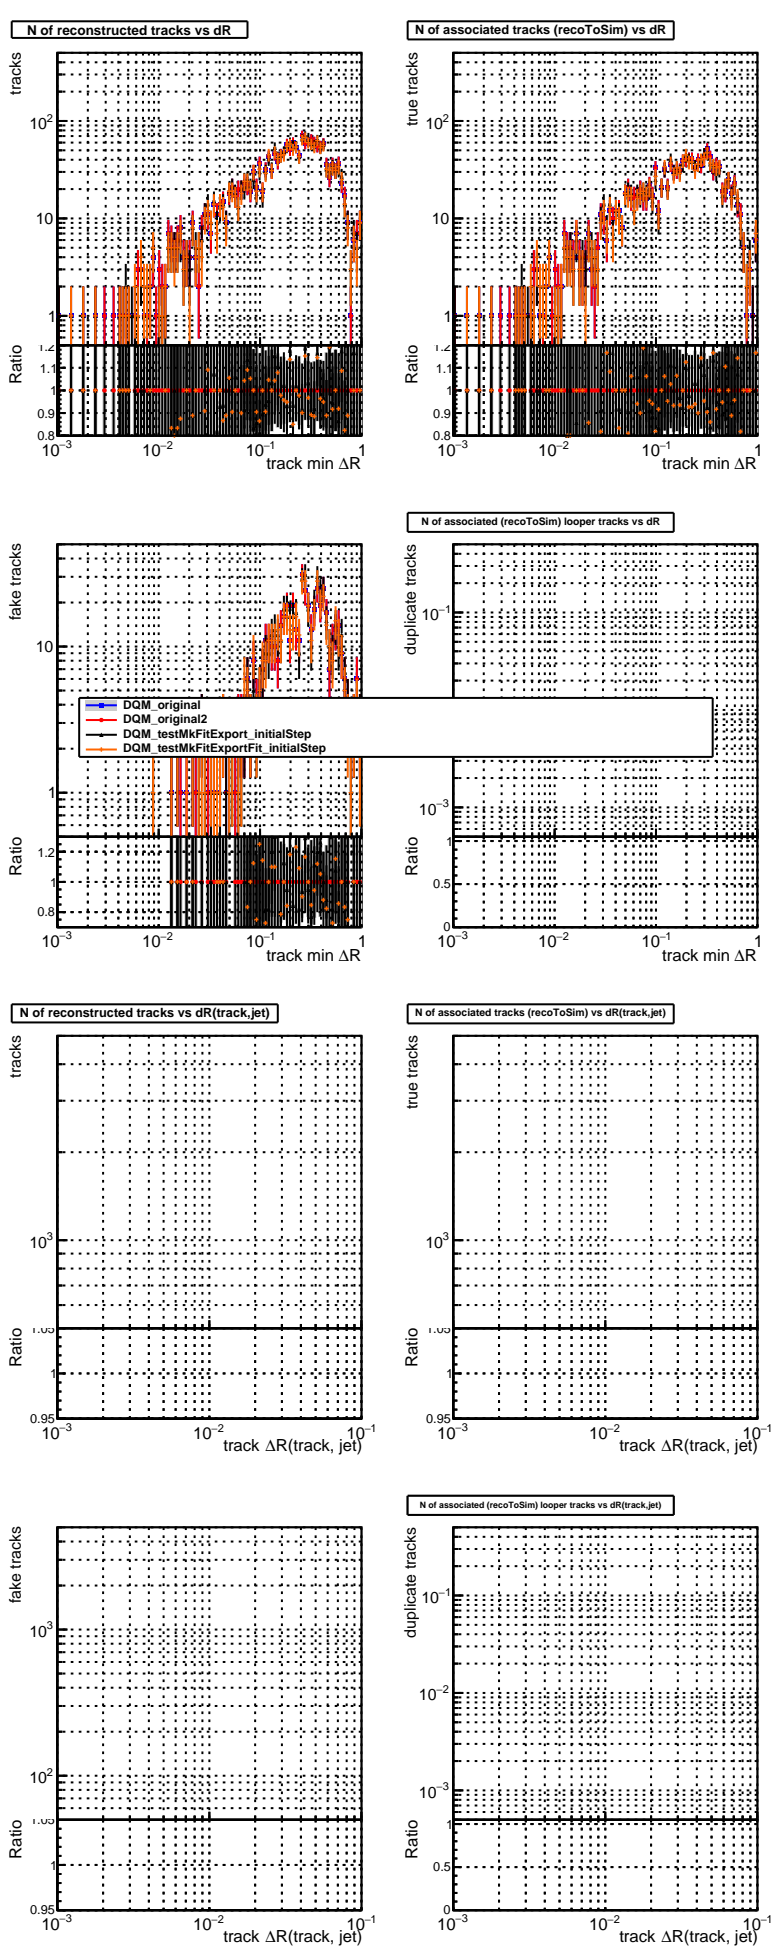 N of reconstructed tracks vs dR
tracks
10²
10
1
Ratio
1.2
1.1
1
0.9
0.8
10⁻³ 10⁻² 10⁻¹ 1
track min ΔR
N of associated tracks (recoToSim) vs dR
true tracks
10²
10
1
Ratio
1.2
1.1
1
0.9
0.8
10⁻³ 10⁻² 10⁻¹ 1
track min ΔR
fake tracks
10
1
Ratio
1.2
1
0.8
10⁻³ 10⁻² 10⁻¹ 1
track min ΔR
N of associated (recoToSim) looper tracks vs dR
duplicate tracks
10⁻¹
10⁻³
Ratio
1
0.5
0
10⁻³ 10⁻² 10⁻¹ 1
track min ΔR
DQM_original
DQM_original2
DQM_testMkFitExport_initialStep
DQM_testMkFitExportFit_initialStep
N of reconstructed tracks vs dR(track,jet)
tracks
10³
Ratio
1.05
1
0.95
10⁻³ 10⁻² 10⁻¹
track ΔR(track, jet)
N of associated tracks (recoToSim) vs dR(track,jet)
true tracks
10³
Ratio
1.05
1
0.95
10⁻³ 10⁻² 10⁻¹
track ΔR(track, jet)
fake tracks
10³
10²
Ratio
1.05
1
0.95
10⁻³ 10⁻² 10⁻¹
track ΔR(track, jet)
N of associated (recoToSim) looper tracks vs dR(track,jet)
duplicate tracks
10⁻¹
10⁻²
10⁻³
Ratio
1
0.5
0
10⁻³ 10⁻² 10⁻¹
track ΔR(track, jet)